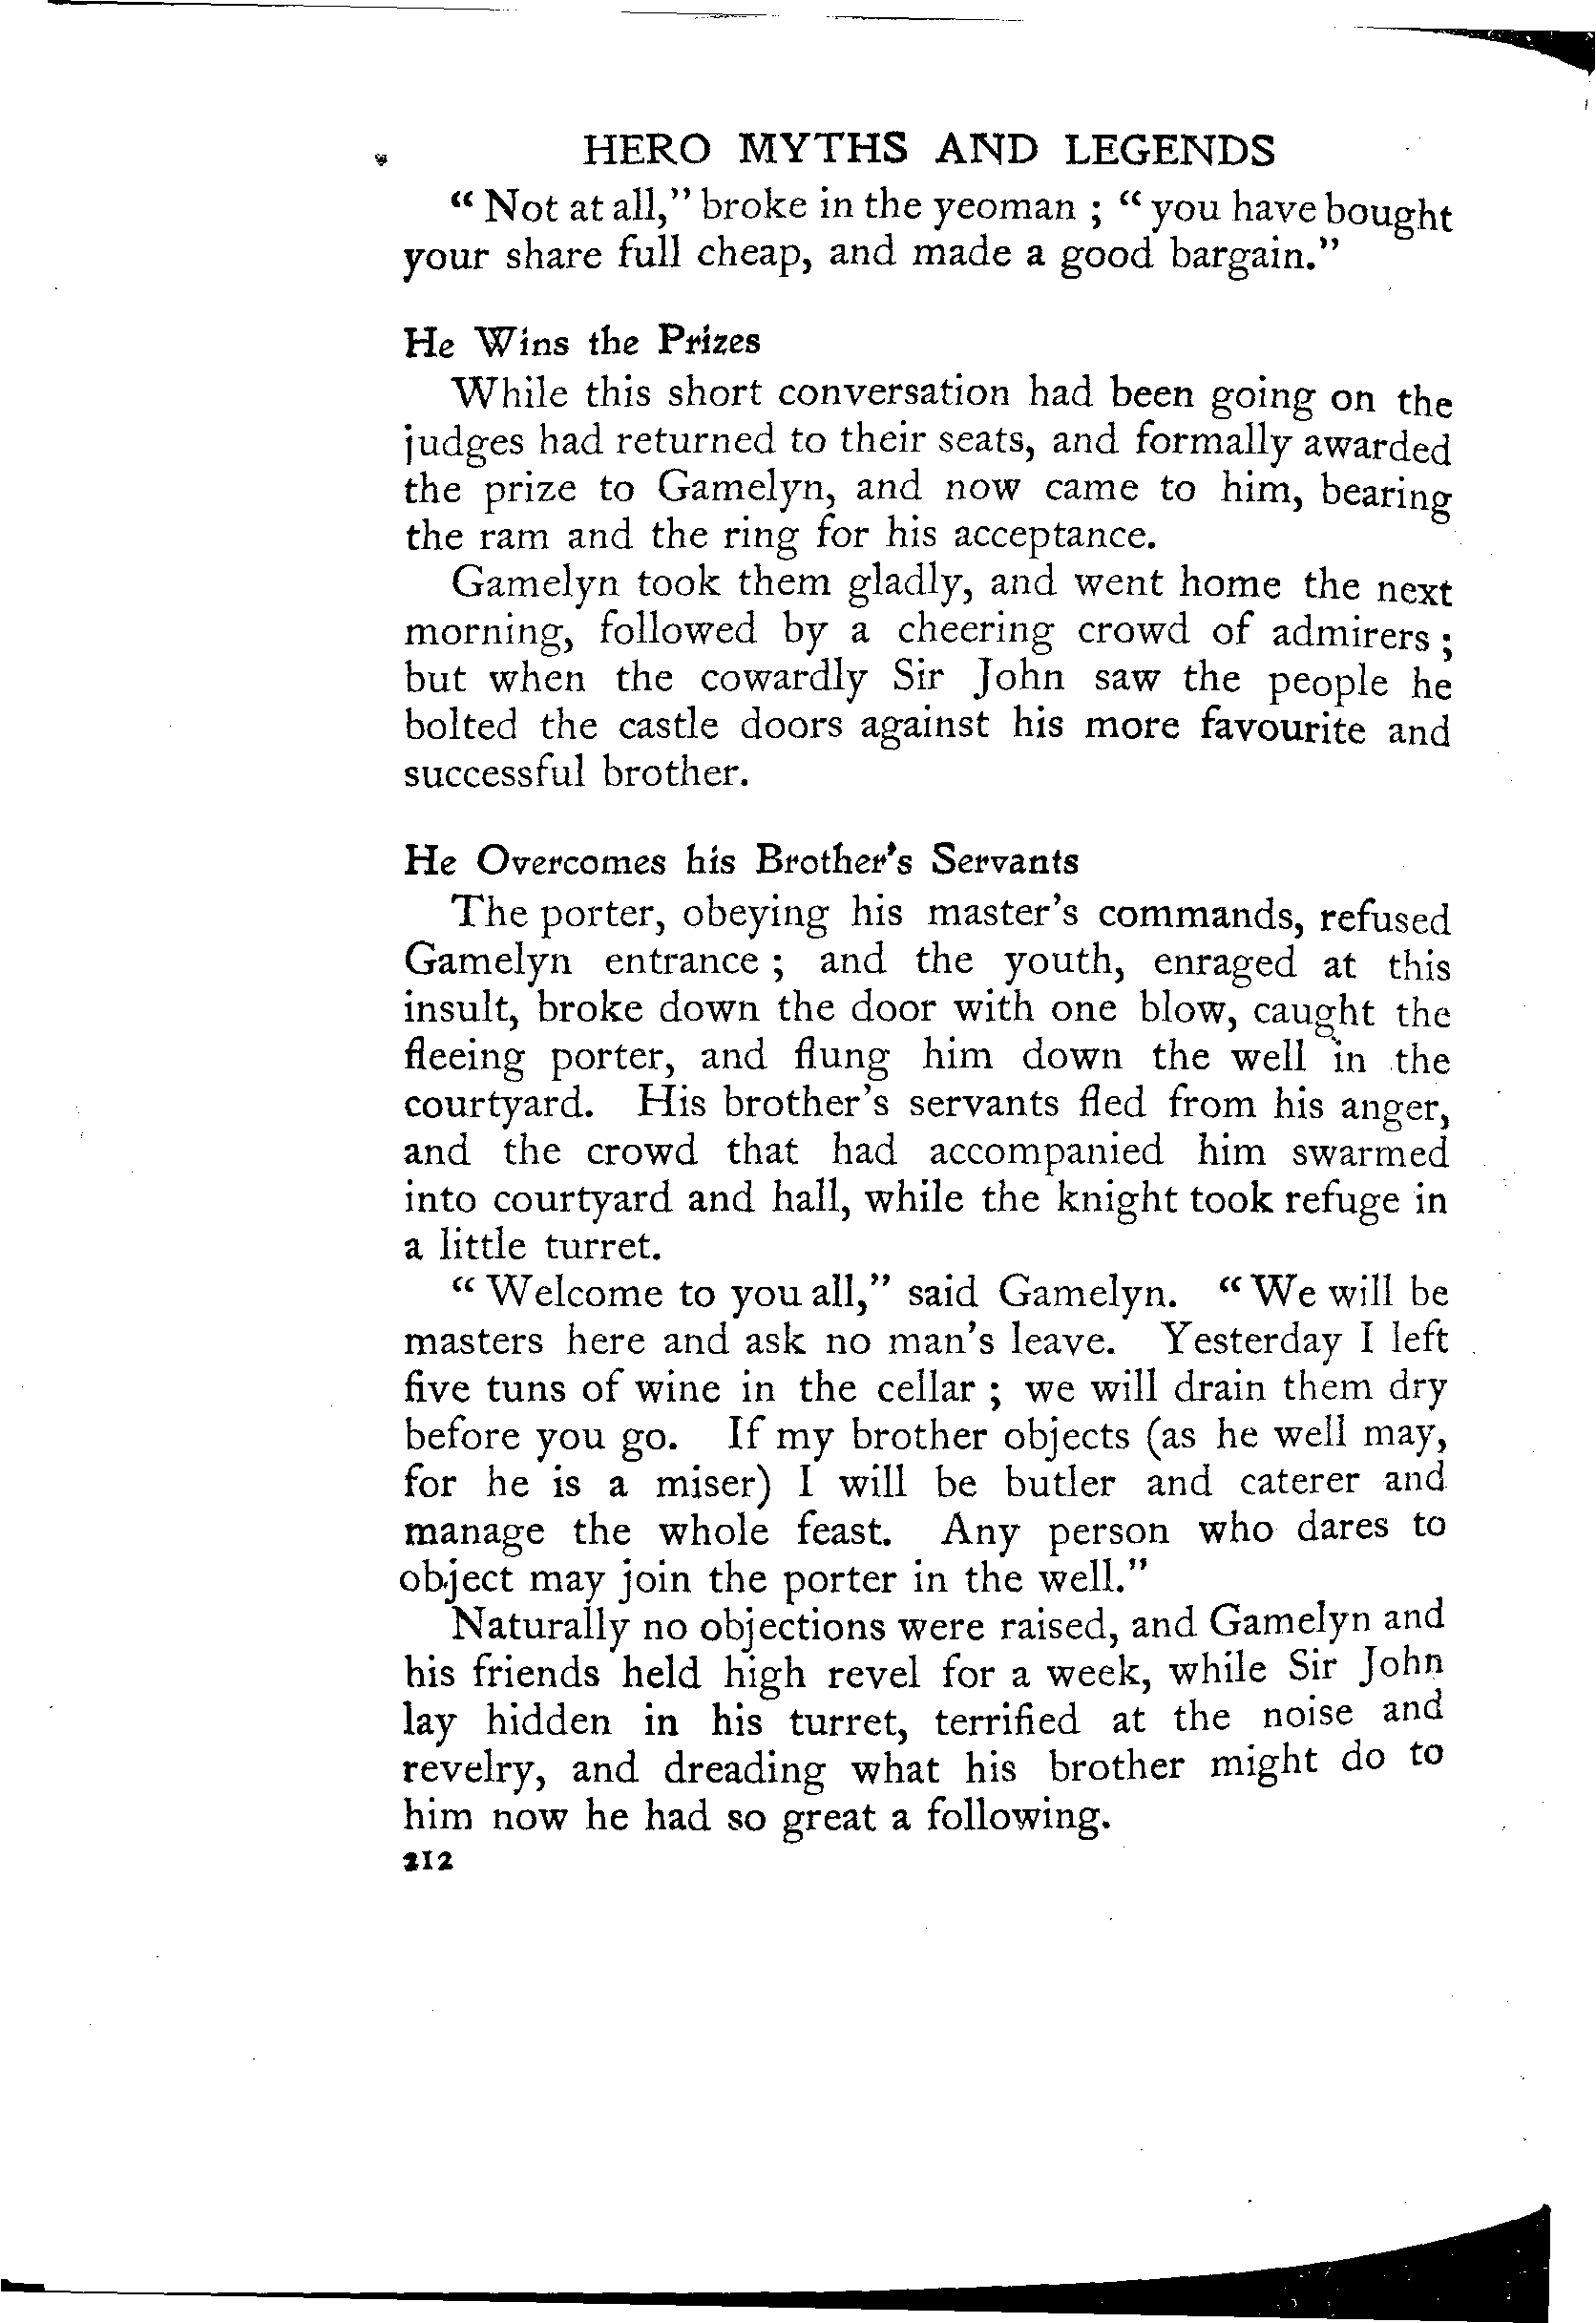 HERO MYTHS AND LEGENDS
“ Not at all,” broke in the yeoman ; “ you have bought
your share full cheap, and made a good bargain.”
He Wins the Prizes
While this short conversation had been going on the
judges had returned to their seats, and formally awarded
the prize to Gamelyn, and now came to him, bearing
the ram and the ring for his acceptance.
Gamelyn took them gladly, and went home the next
morning, followed by a cheering crowd of admirers ;
but when the cowardly Sir John saw the people he
bolted the castle doors against his more favourite and
successful brother.
He Overcomes his Brother's Servants
The porter, obeying his master's commands, refused
Gamelyn entrance ; and the youth, enraged at this
insult, broke down the door with one blow, caught the
fleeing porter, and flung him down the well in the
courtyard. His brother's servants fled from his anger,
and the crowd that had accompanied him swarmed
into courtyard and hall, while the knight took refuge in
a little turret.
“ Welcome to you all,” said Gamelyn. “ We will be
masters here and ask no man's leave. Yesterday I left
five tuns of wine in the cellar ; we will drain them dry
before you go. If my brother objects (as he well may,
for he is a miser) I will be butler and caterer and
manage the whole feast. Any person who dares to
object may join the porter in the well.”
Naturally no objections were raised, and Gamelyn and
his friends held high revel for a week, while Sir John
lay hidden in his turret, terrified at the noise and
revelry, and dreading what his brother might do to
him now he had so great a following.
212